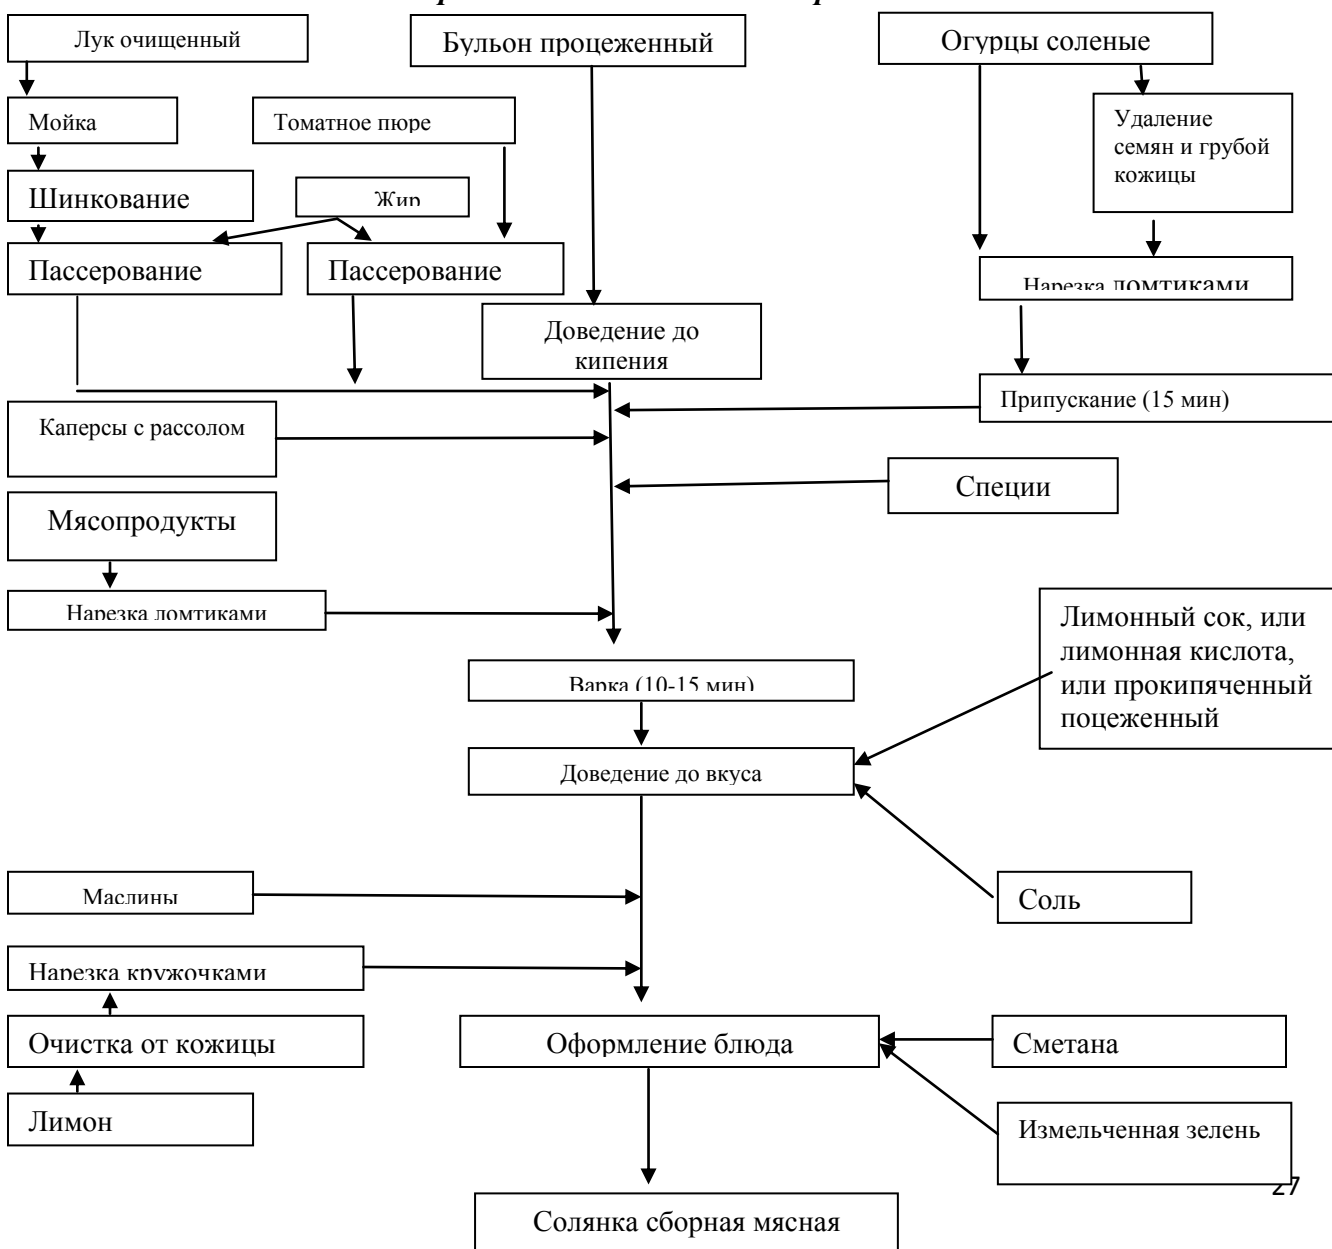 Лук очищенный
Бульон процеженный
Огурцы соленые
Мойка
Томатное пюре
Удаление
семян и грубой
кожицы
Шинкование
Жир
Пассерование
Пассерование
Нарезка ломтиками
Доведение до
кипения
Припускание (15 мин)
Каперсы с рассолом
Специи
Мясопродукты
Нарезка ломтиками
Лимонный сок, или
лимонная кислота,
или прокипяченный
поцеженный
Варка (10-15 мин)
Доведение до вкуса
Маслины
Соль
Нарезка кружочками
Очистка от кожицы
Оформление блюда
Сметана
Лимон
Измельченная зелень
27
Солянка сборная мясная